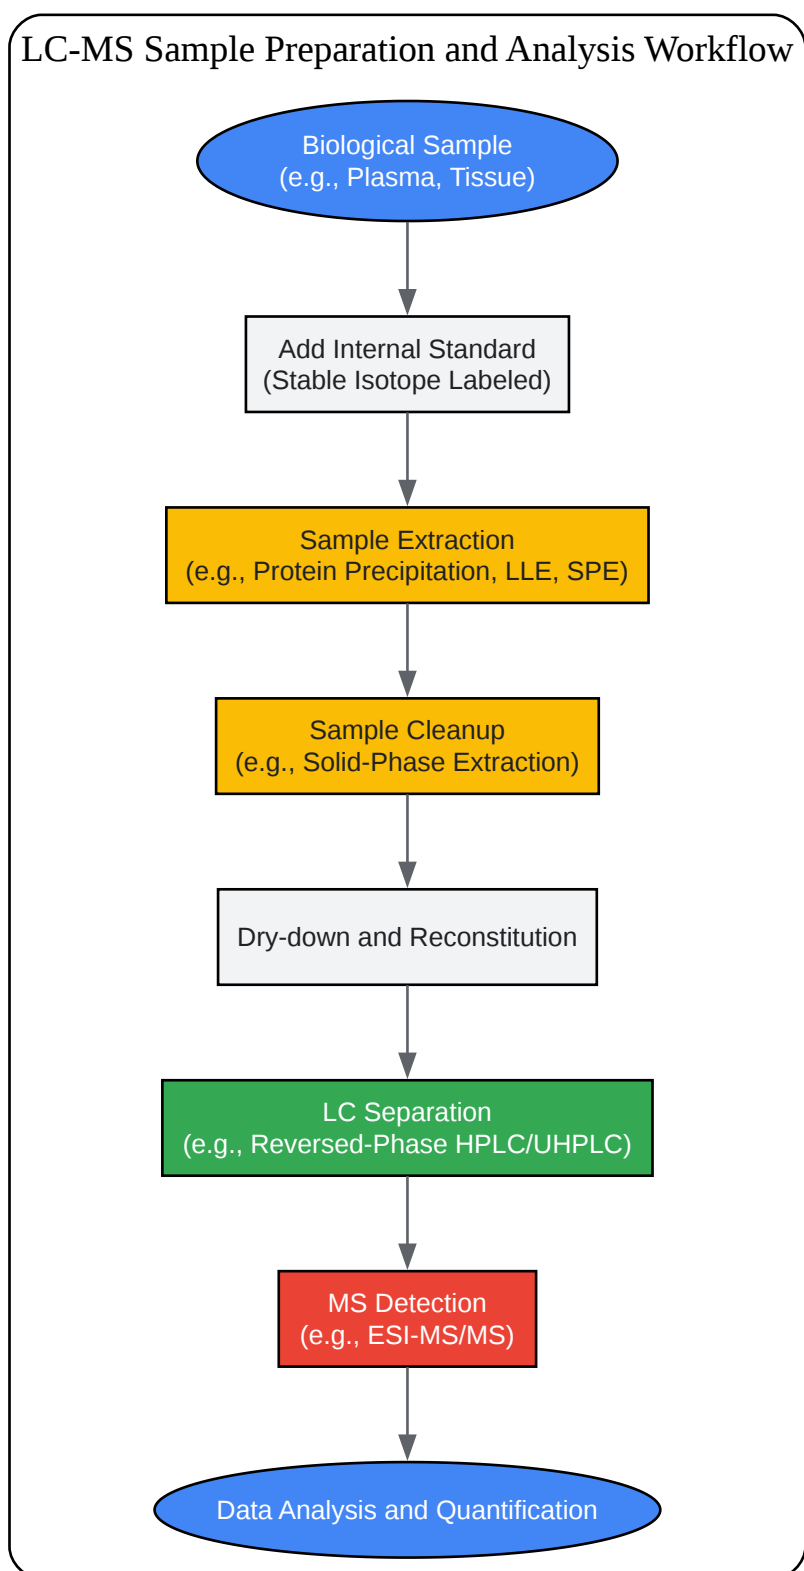 LC-MS Sample Preparation and Analysis Workflow
Biological Sample
(e.g., Plasma, Tissue)
Add Internal Standard
(Stable Isotope Labeled)
Sample Extraction
(e.g., Protein Precipitation, LLE, SPE)
Sample Cleanup
(e.g., Solid-Phase Extraction)
Dry-down and Reconstitution
LC Separation
(e.g., Reversed-Phase HPLC/UHPLC)
MS Detection
(e.g., ESI-MS/MS)
Data Analysis and Quantification